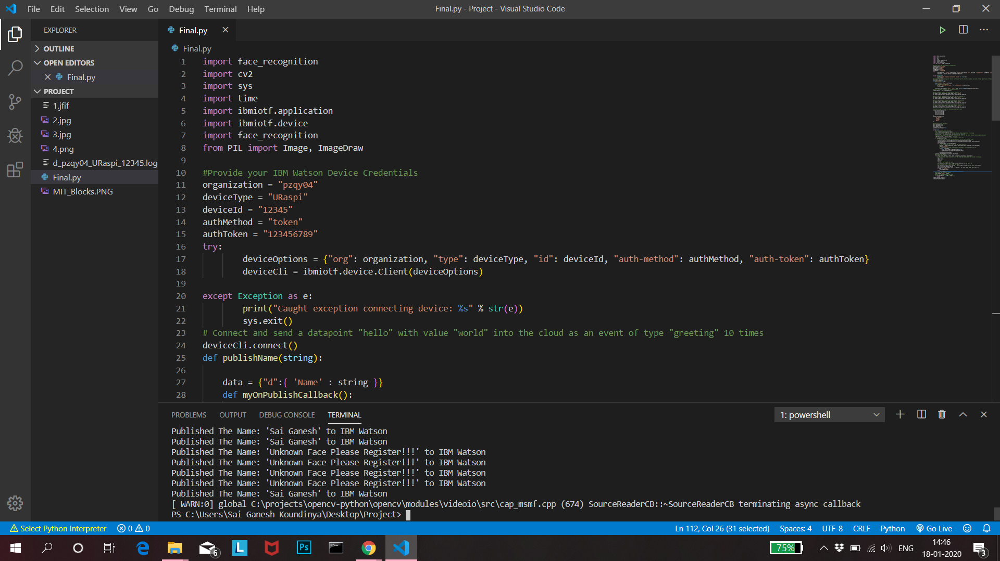 File Edit Selection View Go Debug Terminal Help
Final.py - Project - Visual Studio Code
EXPLORER
OUTLINE
OPEN EDITORS
Final.py
PROJECT
1.jfif
2.jpg
3.jpg
4.png
d_pzqy04_URaspi_12345.log
Final.py
MIT_Blocks.PNG
Final.py
Final.py
1 import face_recognition
2 import cv2
3 import sys
4 import time
5 import ibmiotf.application
6 import ibmiotf.device
7 import face_recognition
8 from PIL import Image, ImageDraw
9
10 #Provide your IBM Watson Device Credentials
11 organization = "pzqy04"
12 deviceType = "URaspi"
13 deviceId = "12345"
14 authMethod = "token"
15 authToken = "123456789"
16 try:
17 deviceOptions = {"org": organization, "type": deviceType, "id": deviceId, "auth-method": authMethod, "auth-token": authToken}
18 deviceCli = ibmiotf.device.Client(deviceOptions)
19
20 except Exception as e:
21 print("Caught exception connecting device: %s" % str(e))
22 sys.exit()
23 # Connect and send a datapoint "hello" with value "world" into the cloud as an event of type "greeting" 10 times
24 deviceCli.connect()
25 def publishName(string):
26
27 data = {"d":{ 'Name' : string }}
28 def myOnPublishCallback():
PROBLEMS OUTPUT DEBUG CONSOLE TERMINAL
1: powershell
Published The Name: 'Sai Ganesh' to IBM Watson
Published The Name: 'Sai Ganesh' to IBM Watson
Published The Name: 'Unknown Face Please Register!!!' to IBM Watson
Published The Name: 'Unknown Face Please Register!!!' to IBM Watson
Published The Name: 'Unknown Face Please Register!!!' to IBM Watson
Published The Name: 'Unknown Face Please Register!!!' to IBM Watson
Published The Name: 'Sai Ganesh' to IBM Watson
[ WARN:0] global C:\projects\opencv-python\opencv\modules\videoio\src\cap_msmf.cpp (674) SourceReaderCB::~SourceReaderCB terminating async callback
PS C:\Users\Sai Ganesh Koundinya\Desktop\Project>
Select Python Interpreter 0 0
Ln 112, Col 26 (31 selected) Spaces: 4 UTF-8 CRLF Python Go Live
6
L
Ps
75%
ENG
14:46
18-01-2020
3